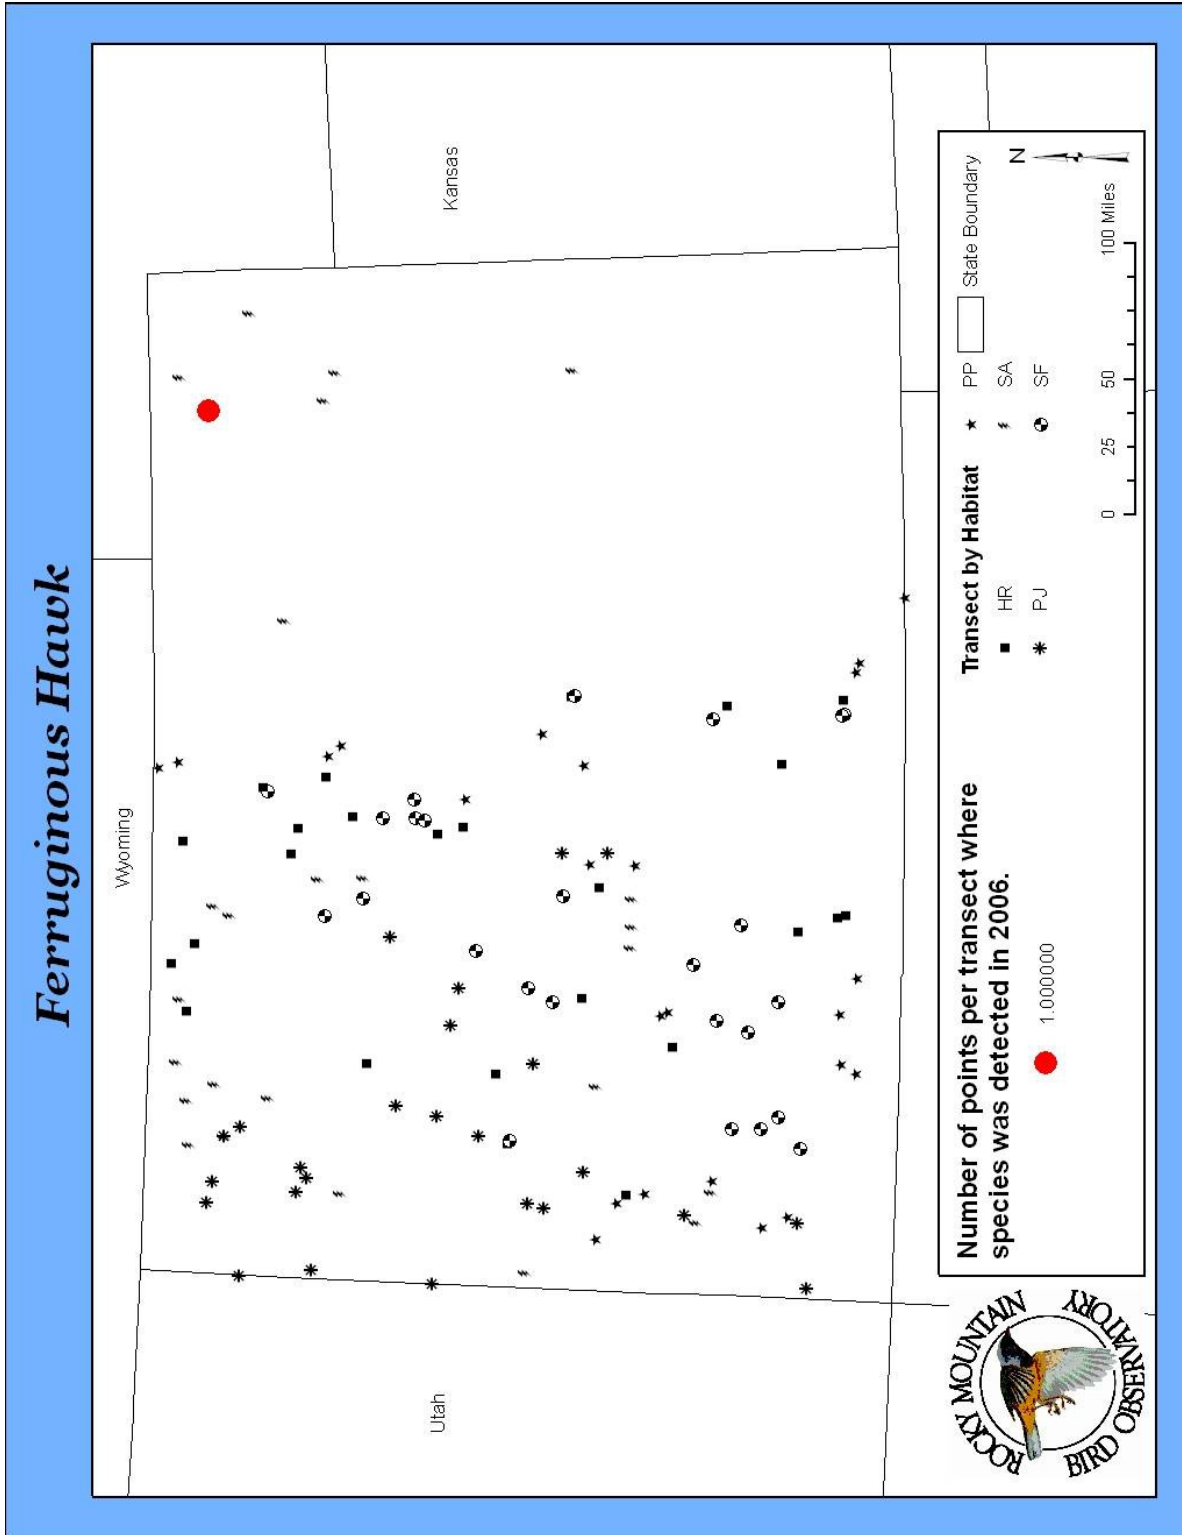 Ferruginous Hawk
Wyoming
Utah
Kansas
Number of points per transect where
species was detected in 2006.
1.000000
Transect by Habitat
HR
PJ
PP
SA
SF
State Boundary
N
0 25 50 100 Miles
ROCKY MOUNTAIN
BIRD OBSERVATORY